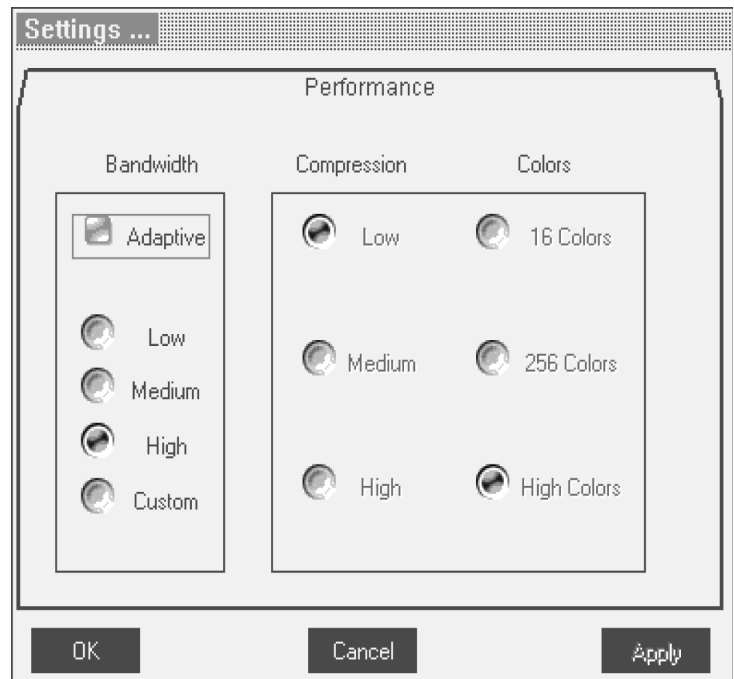 Settings ...
Performance
Bandwidth
Compression
Colors
Adaptive
Low
Medium
High
Custom
Low
Medium
High
16 Colors
256 Colors
High Colors
OK
Cancel
Apply